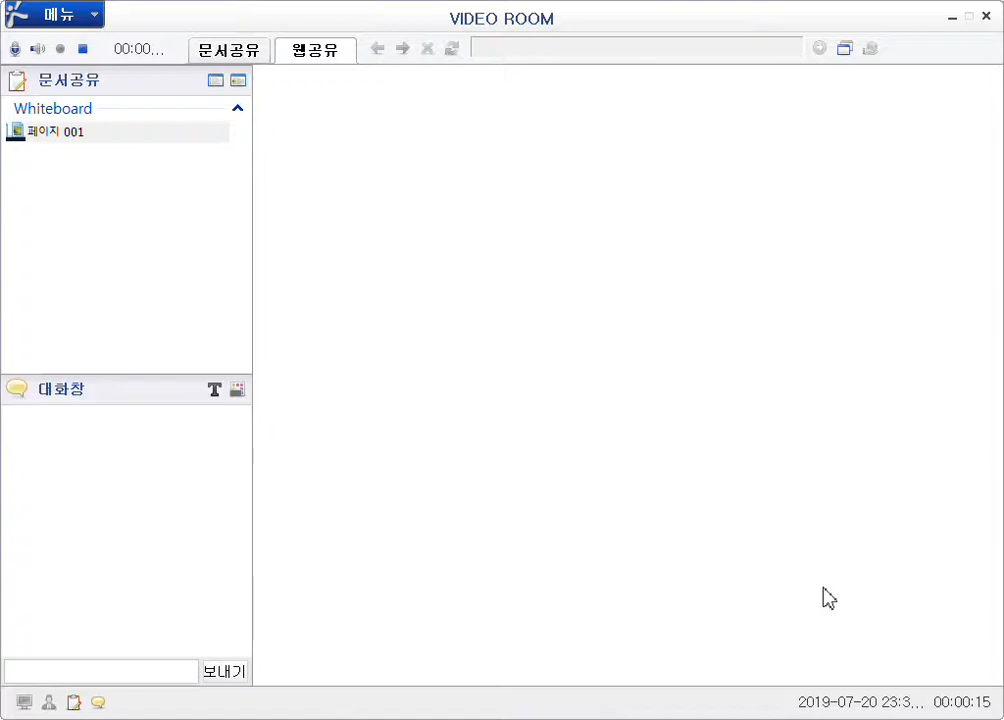 메뉴
VIDEO ROOM
00:00...
문서공유
웹공유
문서공유
Whiteboard
페이지 001
대화창
T
보내기
2019-07-20 23:3...
00:00:15